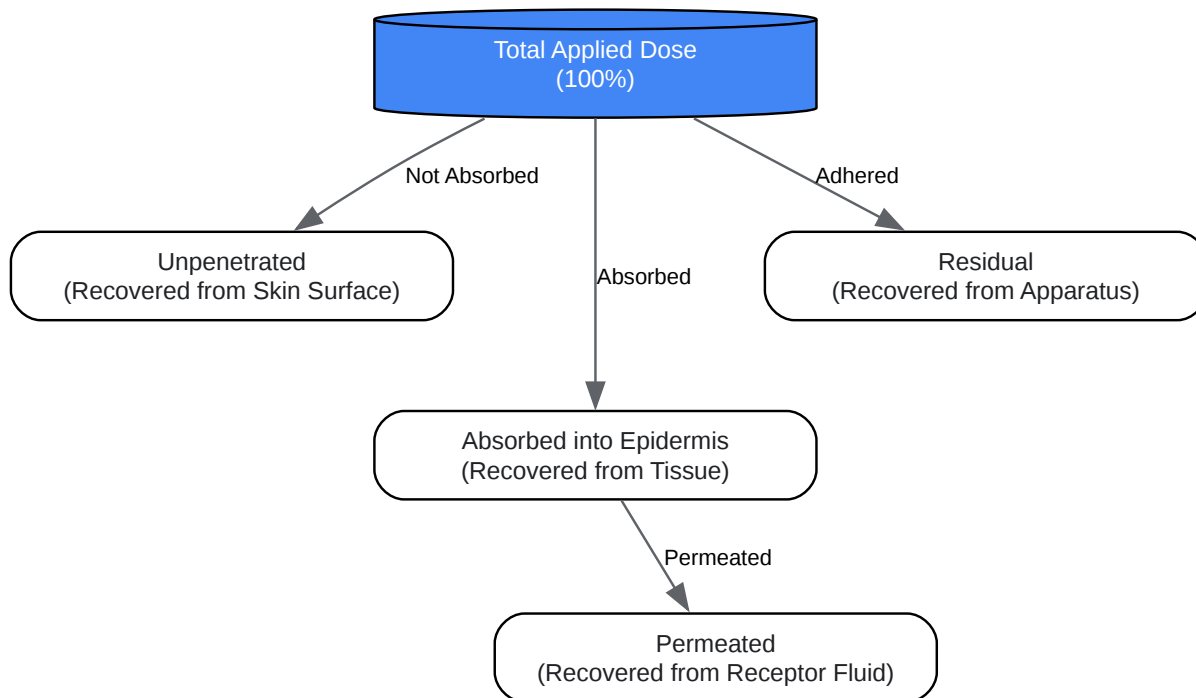 Total Applied Dose
(100%)
Not Absorbed
Adhered
Unpenetrated
(Recovered from Skin Surface)
Absorbed
Residual
(Recovered from Apparatus)
Absorbed into Epidermis
(Recovered from Tissue)
Permeated
Permeated
(Recovered from Receptor Fluid)